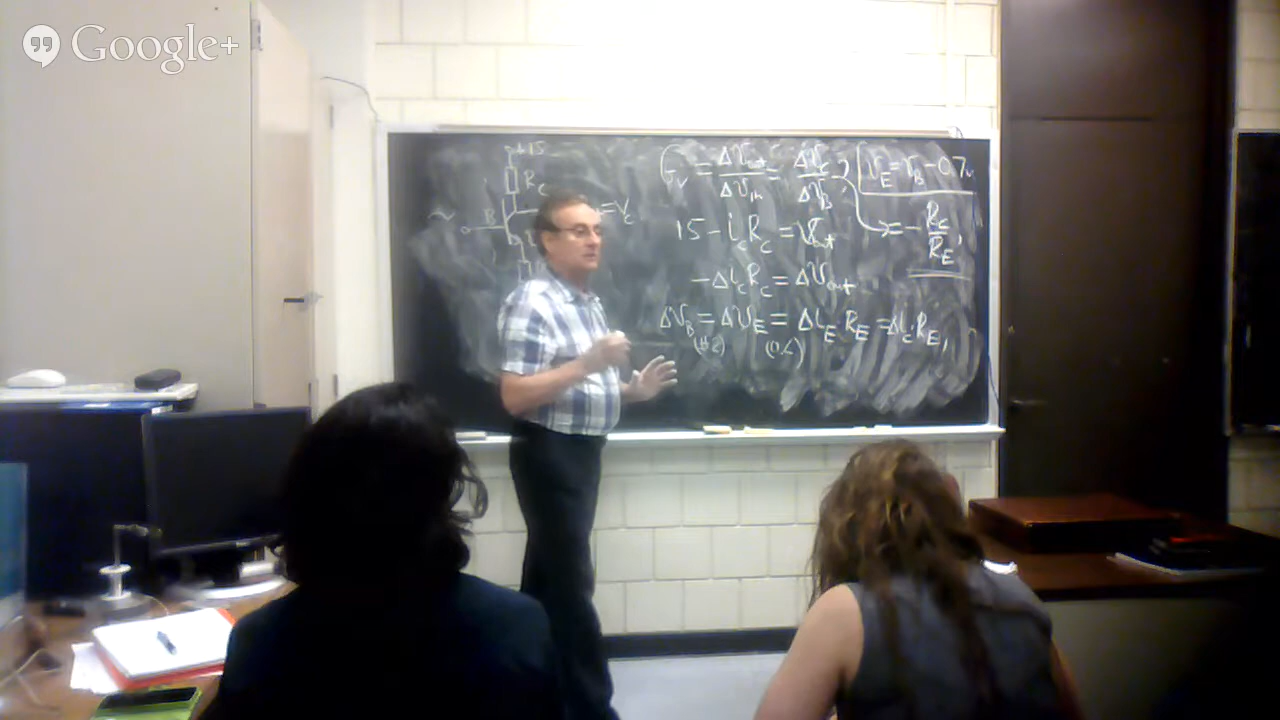 Google+
+15
R_C
B
= V_C
G_V = ΔV_out / ΔV_in = ΔV_C / ΔV_B
V_E = V_B - 0.7v
15 - i_C R_C = V_out
= - R_C / R_E
- Δi_C R_C = ΔV_out
ΔV_B = ΔV_E = Δi_E R_E = Δi_C R_E